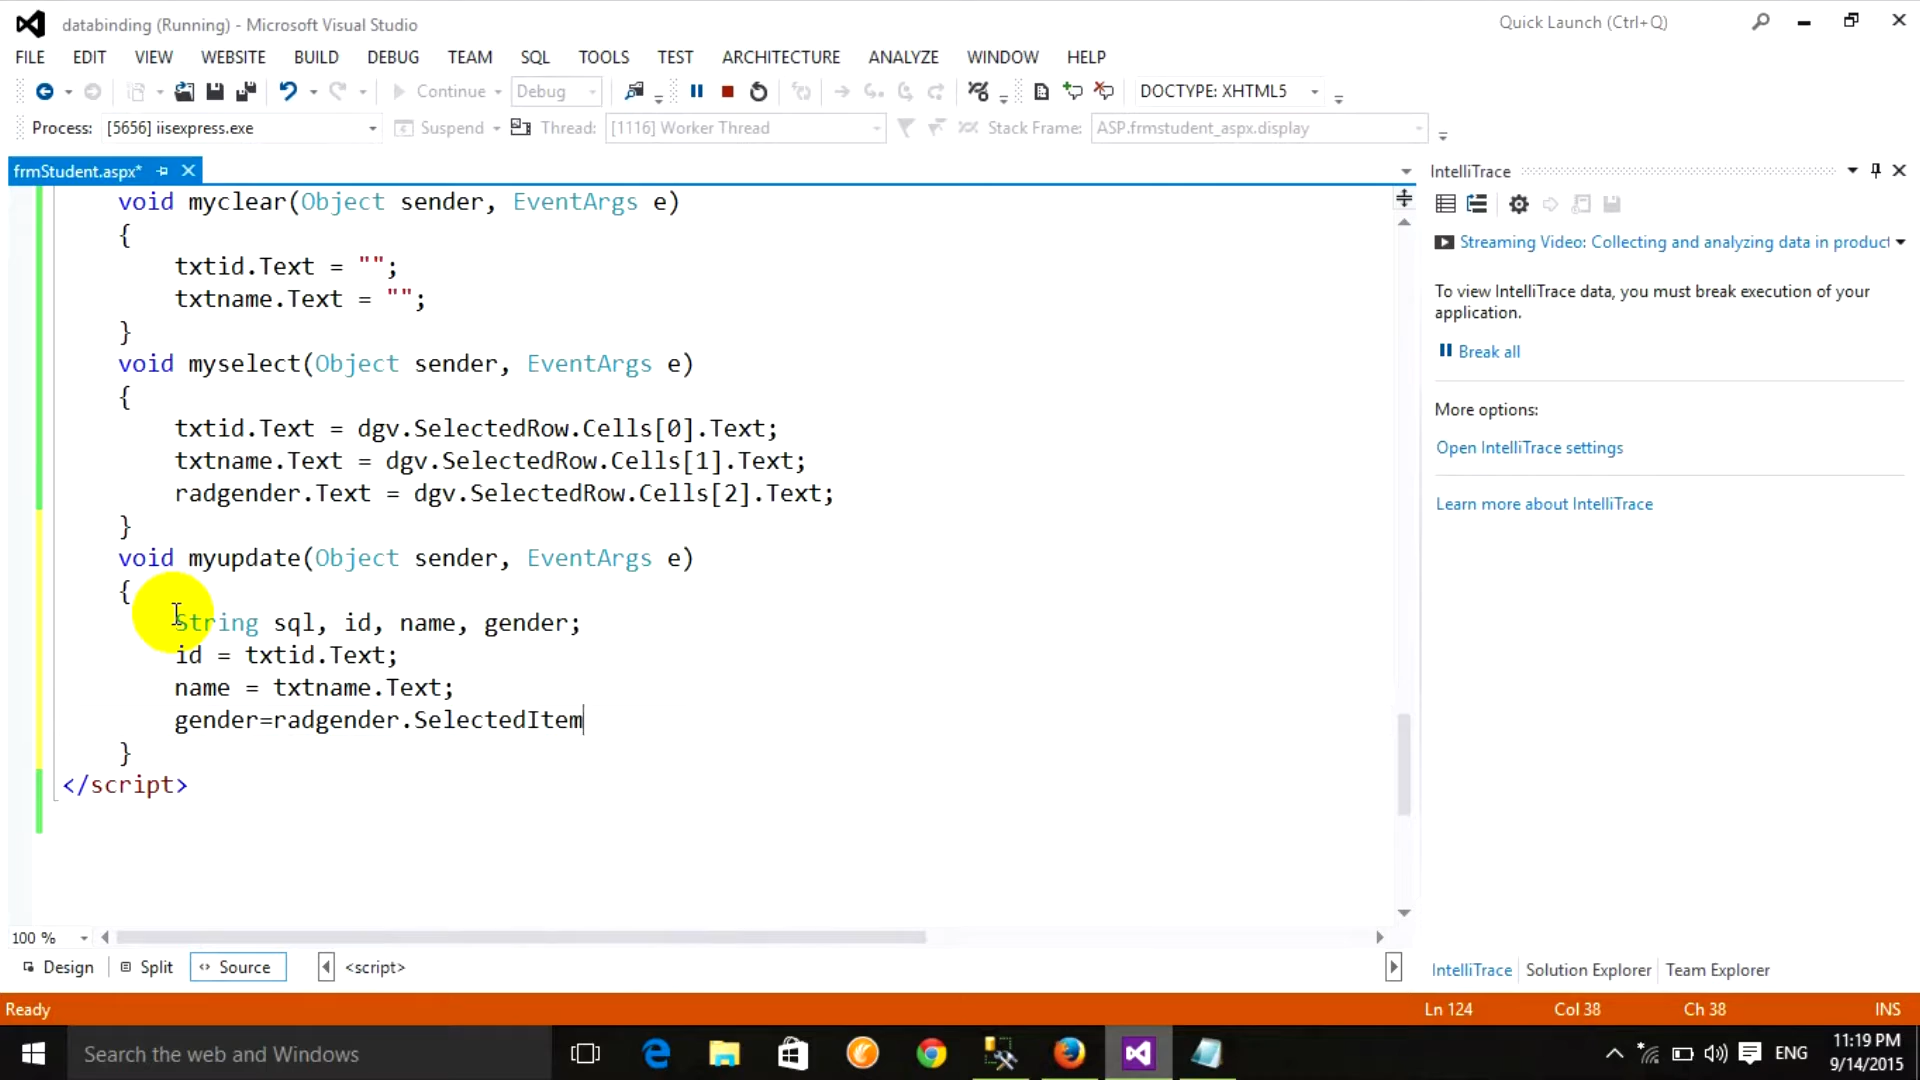 databinding (Running) - Microsoft Visual Studio
Quick Launch (Ctrl+Q)
FILE EDIT VIEW WEBSITE BUILD DEBUG TEAM SQL TOOLS TEST ARCHITECTURE ANALYZE WINDOW HELP
Continue Debug DOCTYPE: XHTML5
Process: [5656] iisexpress.exe Suspend Thread: [1116] Worker Thread Stack Frame: ASP.frmstudent_aspx.display
frmStudent.aspx*
void myclear(Object sender, EventArgs e)
{
txtid.Text = "";
txtname.Text = "";
}
void myselect(Object sender, EventArgs e)
{
txtid.Text = dgv.SelectedRow.Cells[0].Text;
txtname.Text = dgv.SelectedRow.Cells[1].Text;
radgender.Text = dgv.SelectedRow.Cells[2].Text;
}
void myupdate(Object sender, EventArgs e)
{
String sql, id, name, gender;
id = txtid.Text;
name = txtname.Text;
gender=radgender.SelectedItem
}
</script>
100 %
Design Split Source <script>
IntelliTrace
Streaming Video: Collecting and analyzing data in product
To view IntelliTrace data, you must break execution of your
application.
Break all
More options:
Open IntelliTrace settings
Learn more about IntelliTrace
IntelliTrace Solution Explorer Team Explorer
Ready Ln 124 Col 38 Ch 38 INS
Search the web and Windows
ENG
11:19 PM
9/14/2015